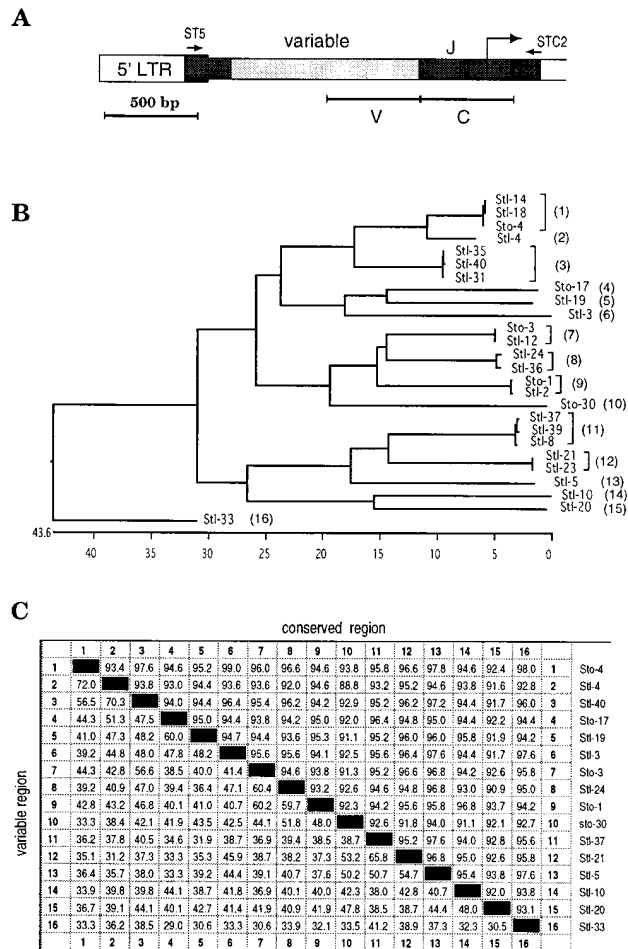 A
ST5
variable
J
STC2
5' LTR
500 bp
V
C
B
Stl-14
Stl-18
(1)
Sto-4
Stl-4 (2)
Stl-35
Stl-40
(3)
Stl-31
Sto-17 (4)
Stl-19 (5)
Stl-3 (6)
Sto-3
(7)
Stl-12
Stl-24
(8)
Stl-36
Sto-1
(9)
Stl-2
Sto-30 (10)
Stl-37
Stl-39
(11)
Stl-8
Stl-21
(12)
Stl-23
Stl-5 (13)
Stl-10 (14)
Stl-20 (15)
Stl-33 (16)
43.6
40 35 30 25 20 15 10 5 0
C
conserved region
variable region
1 2 3 4 5 6 7 8 9 10 11 12 13 14 15 16
1 93.4 97.6 94.6 95.2 99.0 96.0 96.6 94.6 93.8 95.8 96.6 97.8 94.6 92.4 98.0 1 Sto-4
2 72.0 93.8 93.0 94.4 93.6 93.6 92.0 94.6 88.8 93.2 95.2 94.6 93.8 91.6 92.8 2 Stl-4
3 56.5 70.3 94.0 94.4 96.4 95.4 96.2 94.2 92.9 95.2 96.2 97.2 94.4 91.7 96.0 3 Stl-40
4 44.3 51.3 47.5 95.0 94.4 93.8 94.2 95.0 92.0 96.4 94.8 95.0 94.4 92.2 94.4 4 Sto-17
5 41.0 47.3 48.2 60.0 94.7 94.4 93.6 95.3 91.1 95.2 96.0 96.0 95.8 91.9 94.2 5 Stl-19
6 39.2 44.8 48.0 47.8 48.2 95.6 95.6 94.1 92.5 95.6 96.4 97.6 94.4 91.7 97.6 6 Stl-3
7 44.3 42.8 56.6 38.5 40.0 41.4 94.6 93.8 91.3 95.2 96.6 96.8 94.2 92.6 95.8 7 Sto-3
8 39.2 40.9 47.0 39.4 36.4 47.1 60.4 93.2 92.6 94.6 94.8 96.8 93.0 90.9 95.0 8 Stl-24
9 42.8 43.2 46.8 40.1 41.0 40.7 60.2 59.7 92.3 94.2 95.6 95.8 96.8 93.7 94.2 9 Sto-1
10 33.3 38.4 42.1 41.9 43.5 42.5 44.1 51.8 48.0 92.6 91.8 94.0 91.1 92.1 92.7 10 sto-30
11 36.2 37.8 40.5 34.6 31.9 38.7 36.9 39.4 38.5 38.7 95.2 97.6 94.0 92.8 95.6 11 Stl-37
12 35.1 31.2 37.3 33.3 35.3 45.9 38.7 38.2 37.3 53.2 65.8 96.8 95.0 92.6 95.8 12 Stl-21
13 36.4 35.7 38.0 33.3 39.2 44.4 39.1 40.7 37.6 50.2 50.7 54.7 95.4 93.8 97.6 13 Stl-5
14 33.9 39.8 39.8 44.1 38.7 41.8 36.9 40.1 40.0 42.3 38.0 42.8 40.7 92.0 93.8 14 Stl-10
15 36.7 39.1 44.1 40.1 42.7 41.4 41.9 40.9 41.9 47.8 38.5 38.7 44.4 48.0 93.1 15 Stl-20
16 33.3 36.2 38.5 29.0 30.6 33.3 30.6 33.9 32.1 33.5 41.2 38.9 37.3 32.3 30.5 16 Stl-33
1 2 3 4 5 6 7 8 9 10 11 12 13 14 15 16